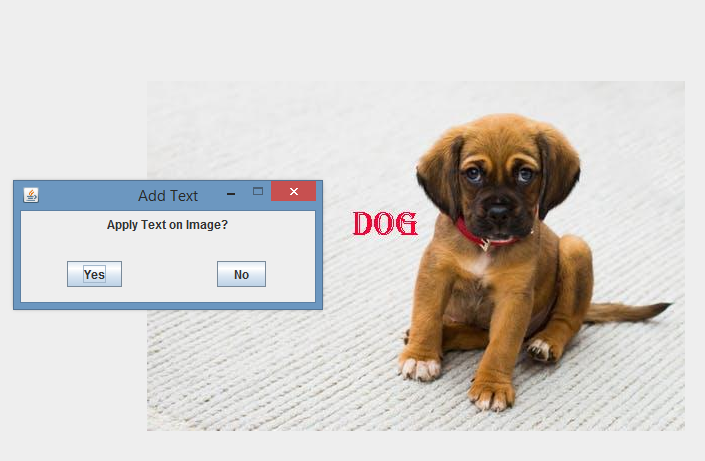 Add Text
Apply Text on Image?
Yes
No
DOG